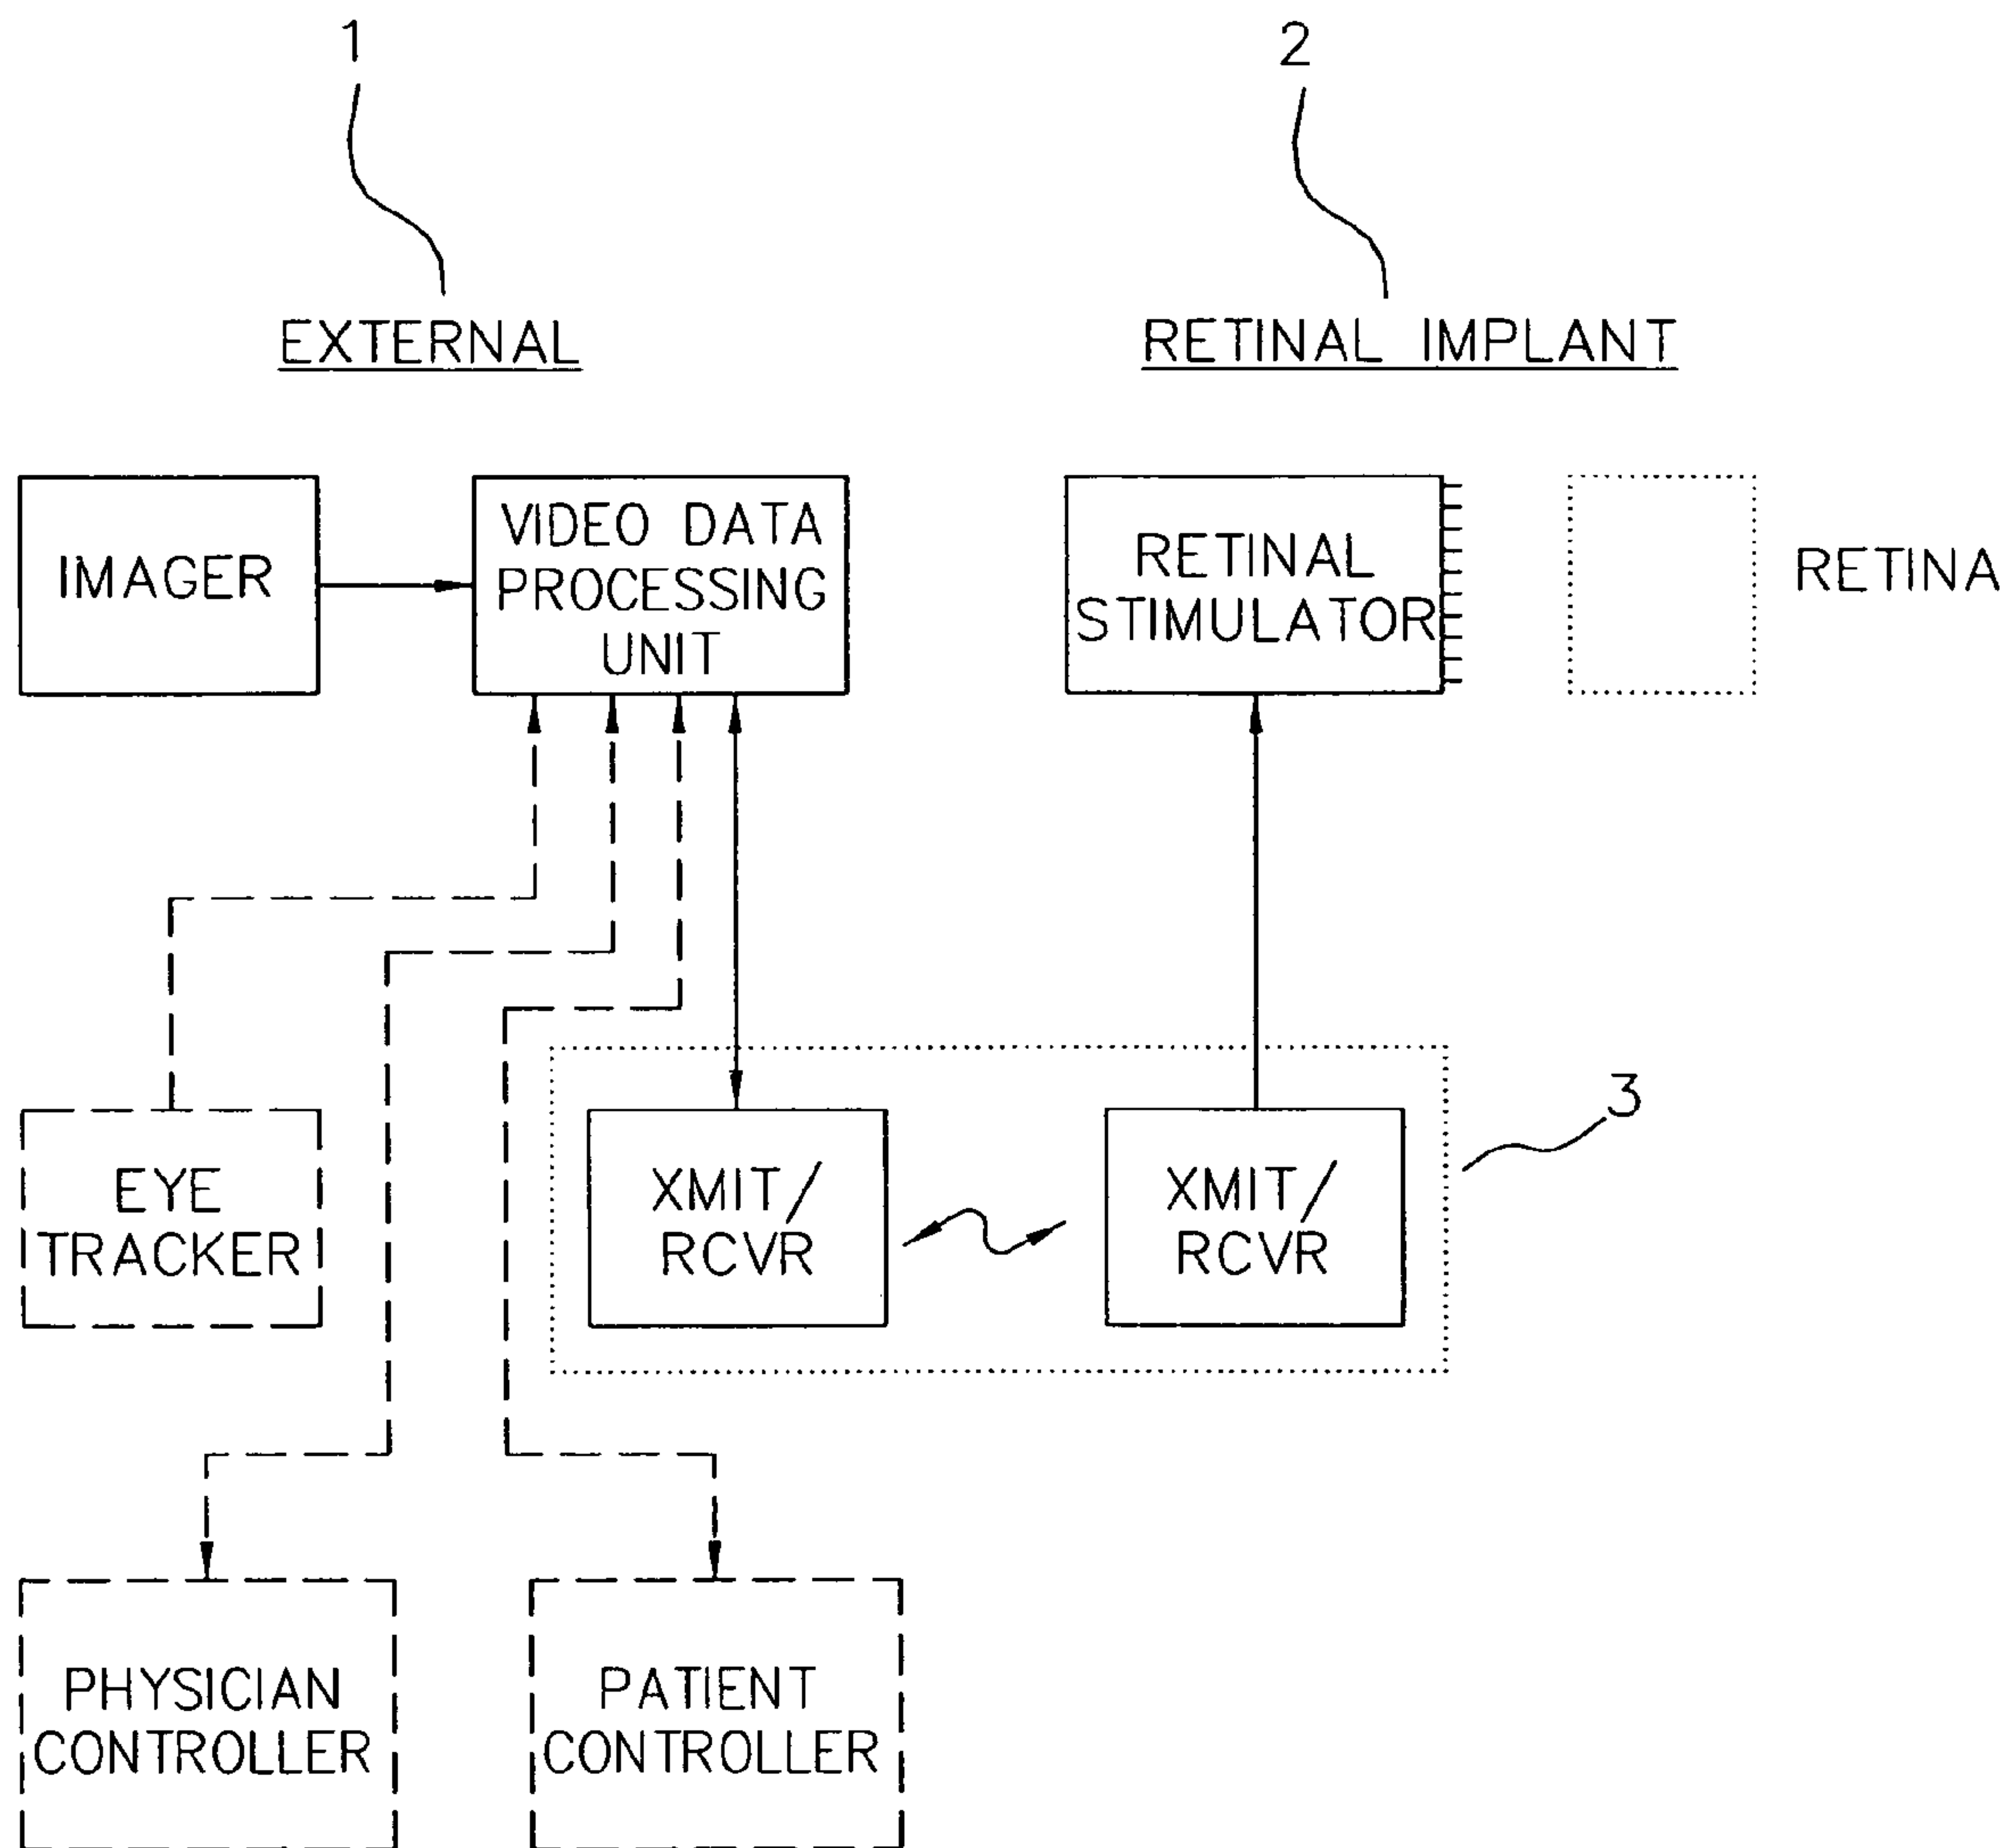 1
2
EXTERNAL
RETINAL IMPLANT
IMAGER
VIDEO DATA
PROCESSING
UNIT
RETINAL
STIMULATOR
RETINA
3
EYE
TRACKER
XMIT/
RCVR
XMIT/
RCVR
PHYSICIAN
CONTROLLER
PATIENT
CONTROLLER